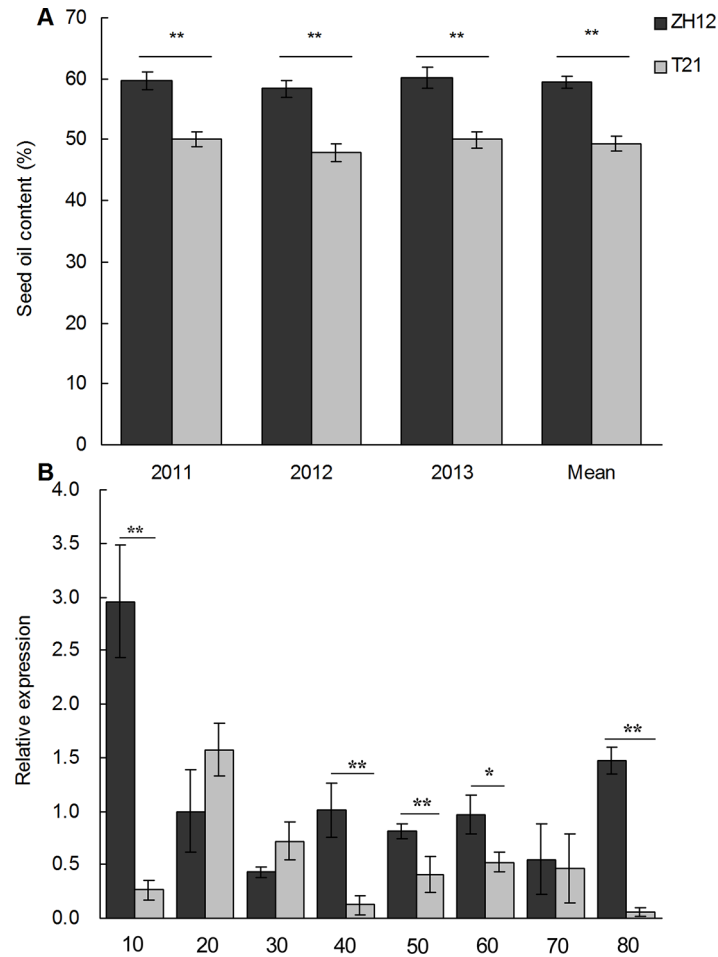 A
ZH12
T21
Seed oil content (%)
70
60
50
40
30
20
10
0
** ** ** **
2011 2012 2013 Mean
B
Relative expression
4.0
3.5
3.0
2.5
2.0
1.5
1.0
0.5
0.0
** ** ** * **
10 20 30 40 50 60 70 80